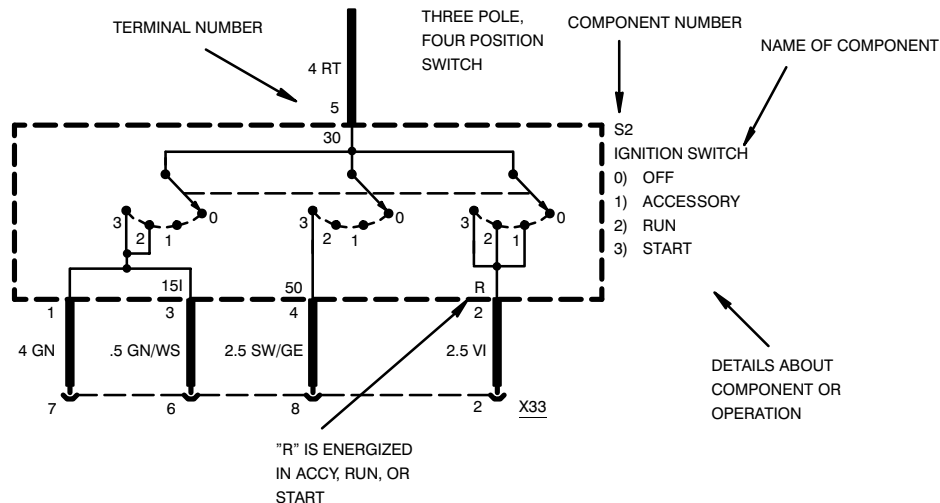 TERMINAL NUMBER
THREE POLE,
FOUR POSITION
SWITCH
COMPONENT NUMBER
NAME OF COMPONENT
4 RT
5
30
S2
IGNITION SWITCH
0) OFF
1) ACCESSORY
2) RUN
3) START
3 2 1 0
3 2 1 0
3 2 1 0
15I 50 R
1 3 4 2
4 GN .5 GN/WS 2.5 SW/GE 2.5 VI
7 6 8 2 X33
DETAILS ABOUT
COMPONENT OR
OPERATION
"R" IS ENERGIZED
IN ACCY, RUN, OR
START